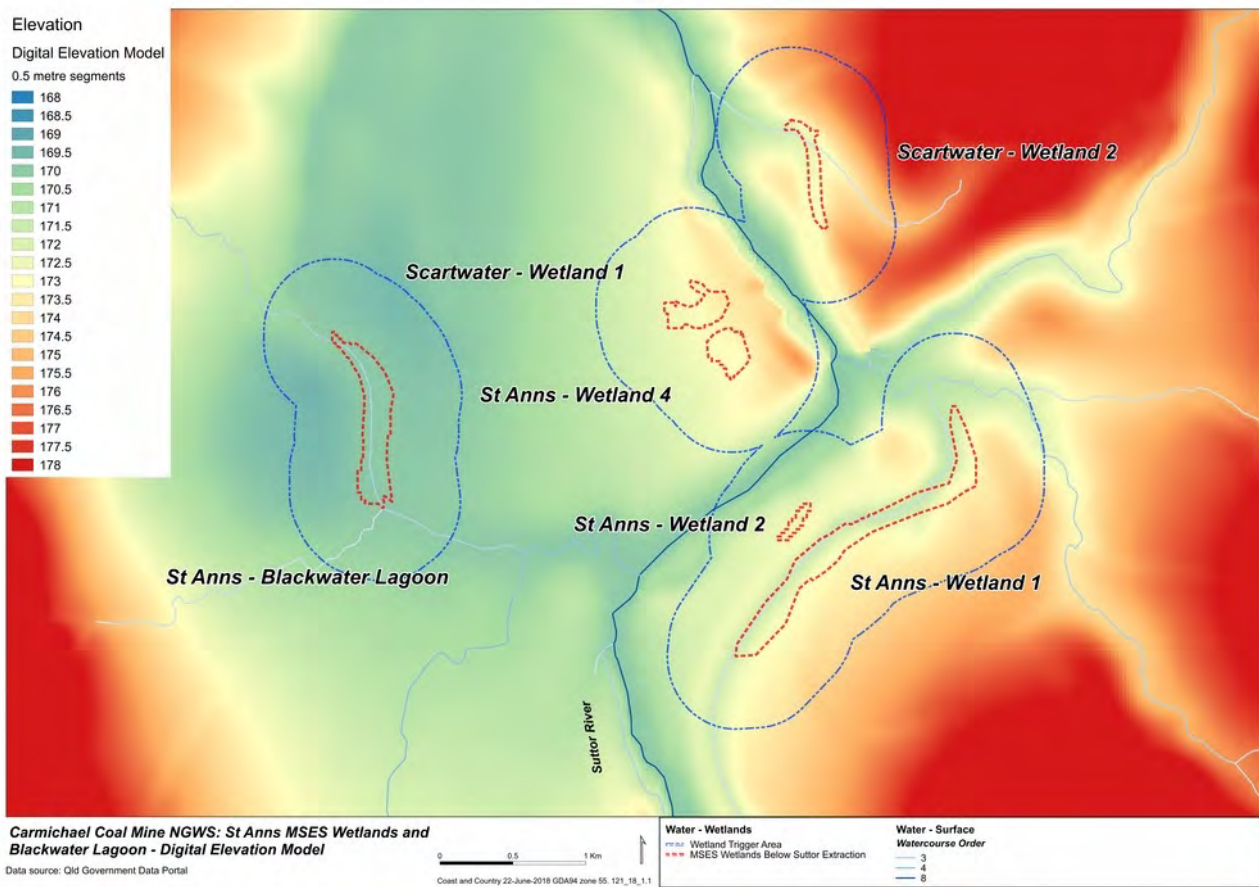 Elevation
Digital Elevation Model
0.5 metre segments
168
168.5
169
169.5
170
170.5
171
171.5
172
172.5
173
173.5
174
174.5
175
175.5
176
176.5
177
177.5
178
Scartwater - Wetland 2
Scartwater - Wetland 1
St Anns - Wetland 4
St Anns - Wetland 2
St Anns - Blackwater Lagoon
St Anns - Wetland 1
Suttor River
Carmichael Coal Mine NGWS: St Anns MSES Wetlands and
Blackwater Lagoon - Digital Elevation Model
Data source: Qld Government Data Portal
0 0.5 1 Km
Coast and Country 22-June-2018 GDA94 zone 55. 121_18_1.1
Water - Wetlands
Wetland Trigger Area
MSES Wetlands Below Suttor Extraction
Water - Surface
Watercourse Order
3
4
8